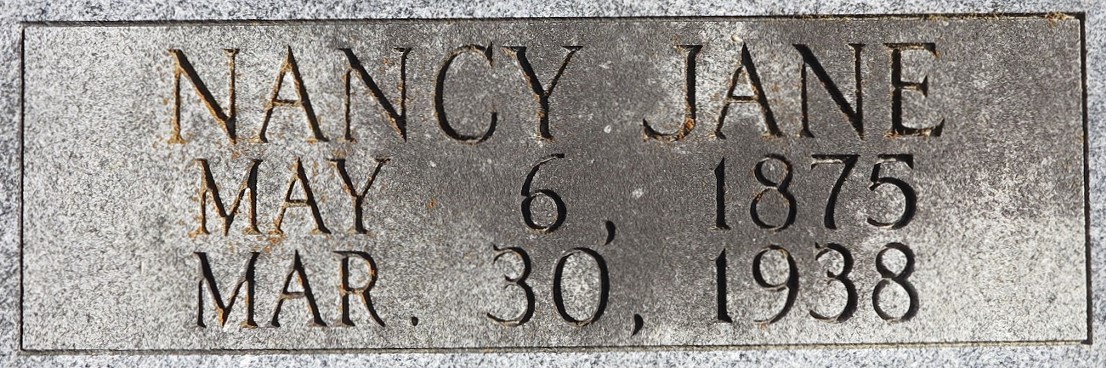 NANCY JANE
MAY 6, 1875
MAR. 30, 1938